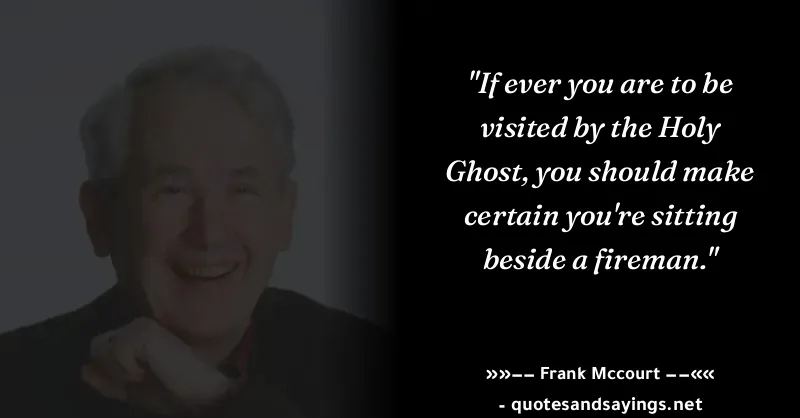 "If ever you are to be
visited by the Holy
Ghost, you should make
certain you're sitting
beside a fireman."
»»–– Frank Mccourt ––««
- quotesandsayings.net